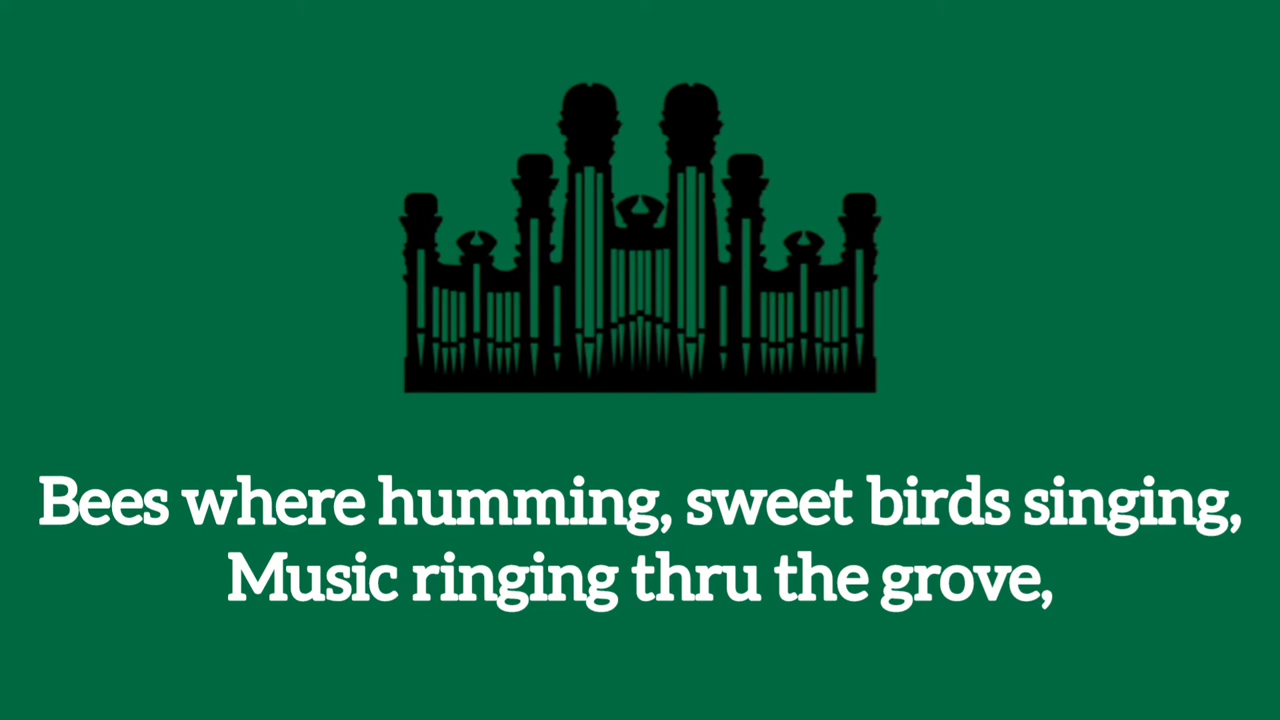 Bees where humming, sweet birds singing,
Music ringing thru the grove,